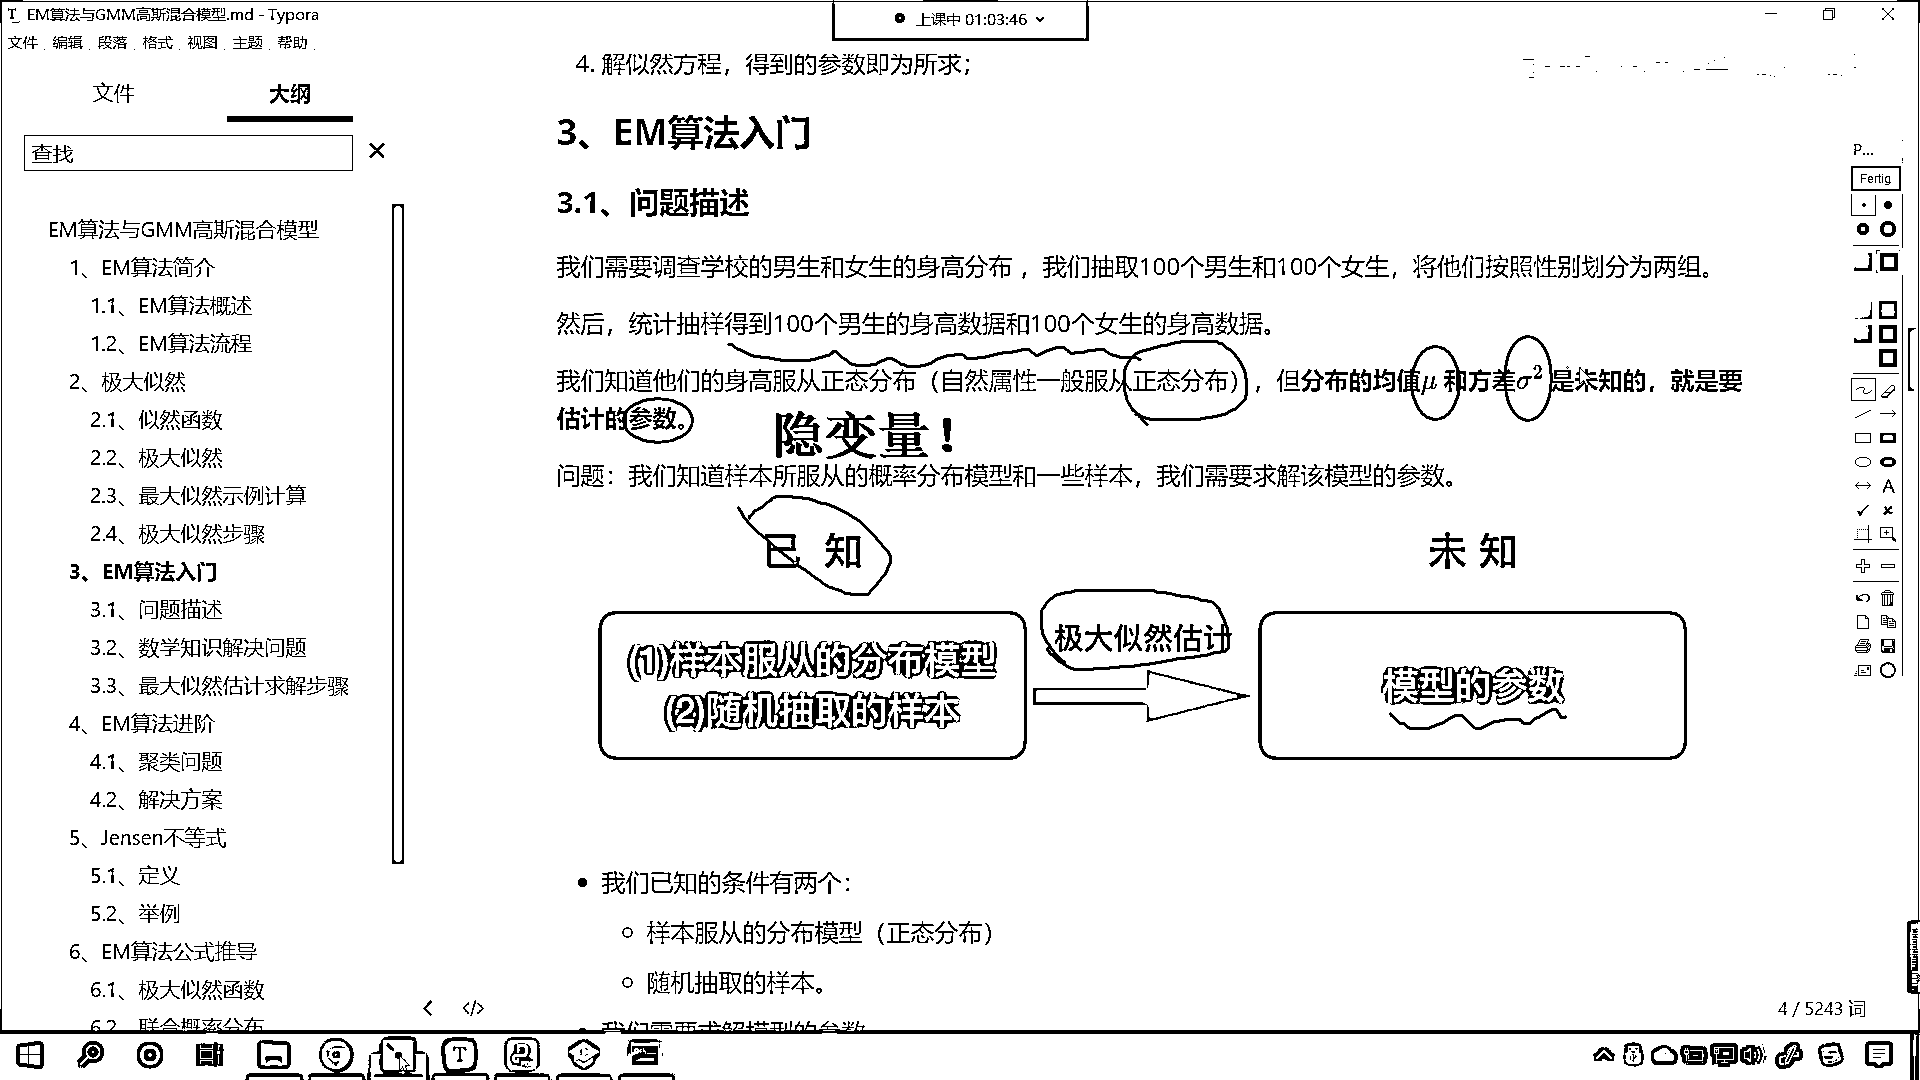 EM算法与GMM高斯混合模型.md - Typora
上课中 01:03:46
文件 编辑 段落 格式 视图 主题 帮助
文件 大纲
查找
EM算法与GMM高斯混合模型
1、EM算法简介
1.1、EM算法概述
1.2、EM算法流程
2、极大似然
2.1、似然函数
2.2、极大似然
2.3、最大似然示例计算
2.4、极大似然步骤
3、EM算法入门
3.1、问题描述
3.2、数学知识解决问题
3.3、最大似然估计求解步骤
4、EM算法进阶
4.1、聚类问题
4.2、解决方案
5、Jensen不等式
5.1、定义
5.2、举例
6、EM算法公式推导
6.1、极大似然函数
6.2、联合概率分布
4. 解似然方程，得到的参数即为所求；
3、EM算法入门
3.1、问题描述
我们需要调查学校的男生和女生的身高分布 ，我们抽取100个男生和100个女生，将他们按照性别划分为两组。
然后，统计抽样得到100个男生的身高数据和100个女生的身高数据。
我们知道他们的身高服从正态分布（自然属性一般服从正态分布），但分布的均值μ 和方差σ² 是未知的，就是要
估计的参数。
隐变量！
问题：我们知道样本所服从的概率分布模型和一些样本，我们需要求解该模型的参数。
已 知
未 知
(1)样本服从的分布模型
(2)随机抽取的样本
极大似然估计
模型的参数
• 我们已知的条件有两个：
○ 样本服从的分布模型（正态分布）
○ 随机抽取的样本。
• 我们需要求解模型的参数
4 / 5243 词
P...
Fertig